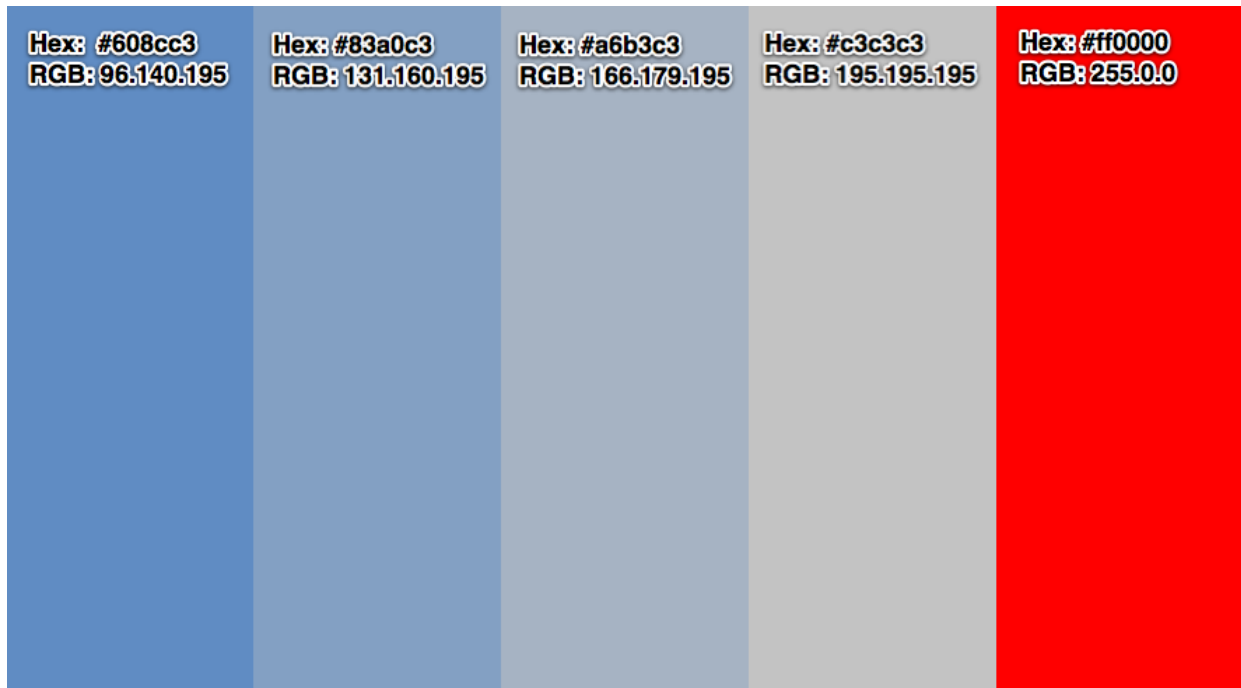 Hex:  #608cc3
RGB: 96.140.195
Hex: #83a0c3
RGB: 131.160.195
Hex: #a6b3c3
RGB: 166.179.195
Hex: #c3c3c3
RGB: 195.195.195
Hex: #ff0000
RGB: 255.0.0